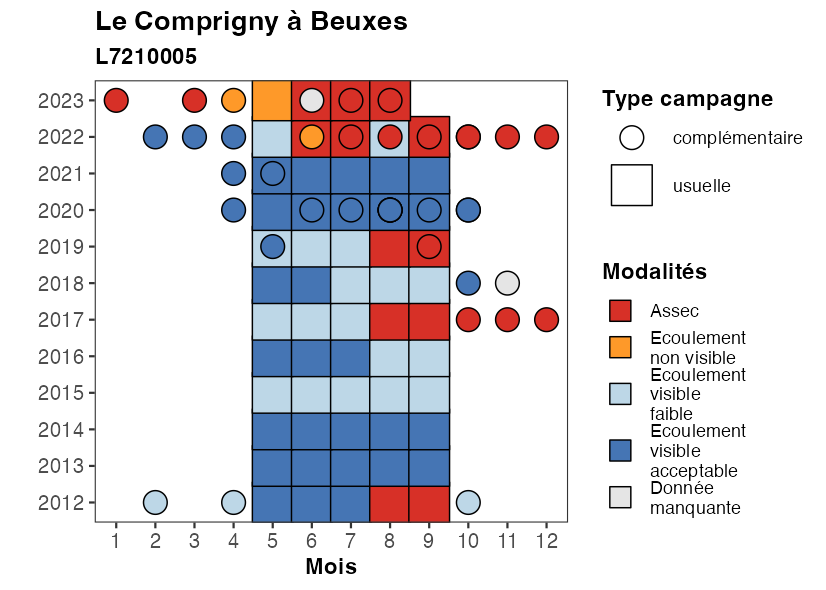 Le Comprigny à Beuxes
L7210005
2023
2022
2021
2020
2019
2018
2017
2016
2015
2014
2013
2012
1 2 3 4 5 6 7 8 9 10 11 12
Mois
Type campagne
complémentaire
usuelle
Modalités
Assec
Ecoulement
non visible
Ecoulement
visible
faible
Ecoulement
visible
acceptable
Donnée
manquante